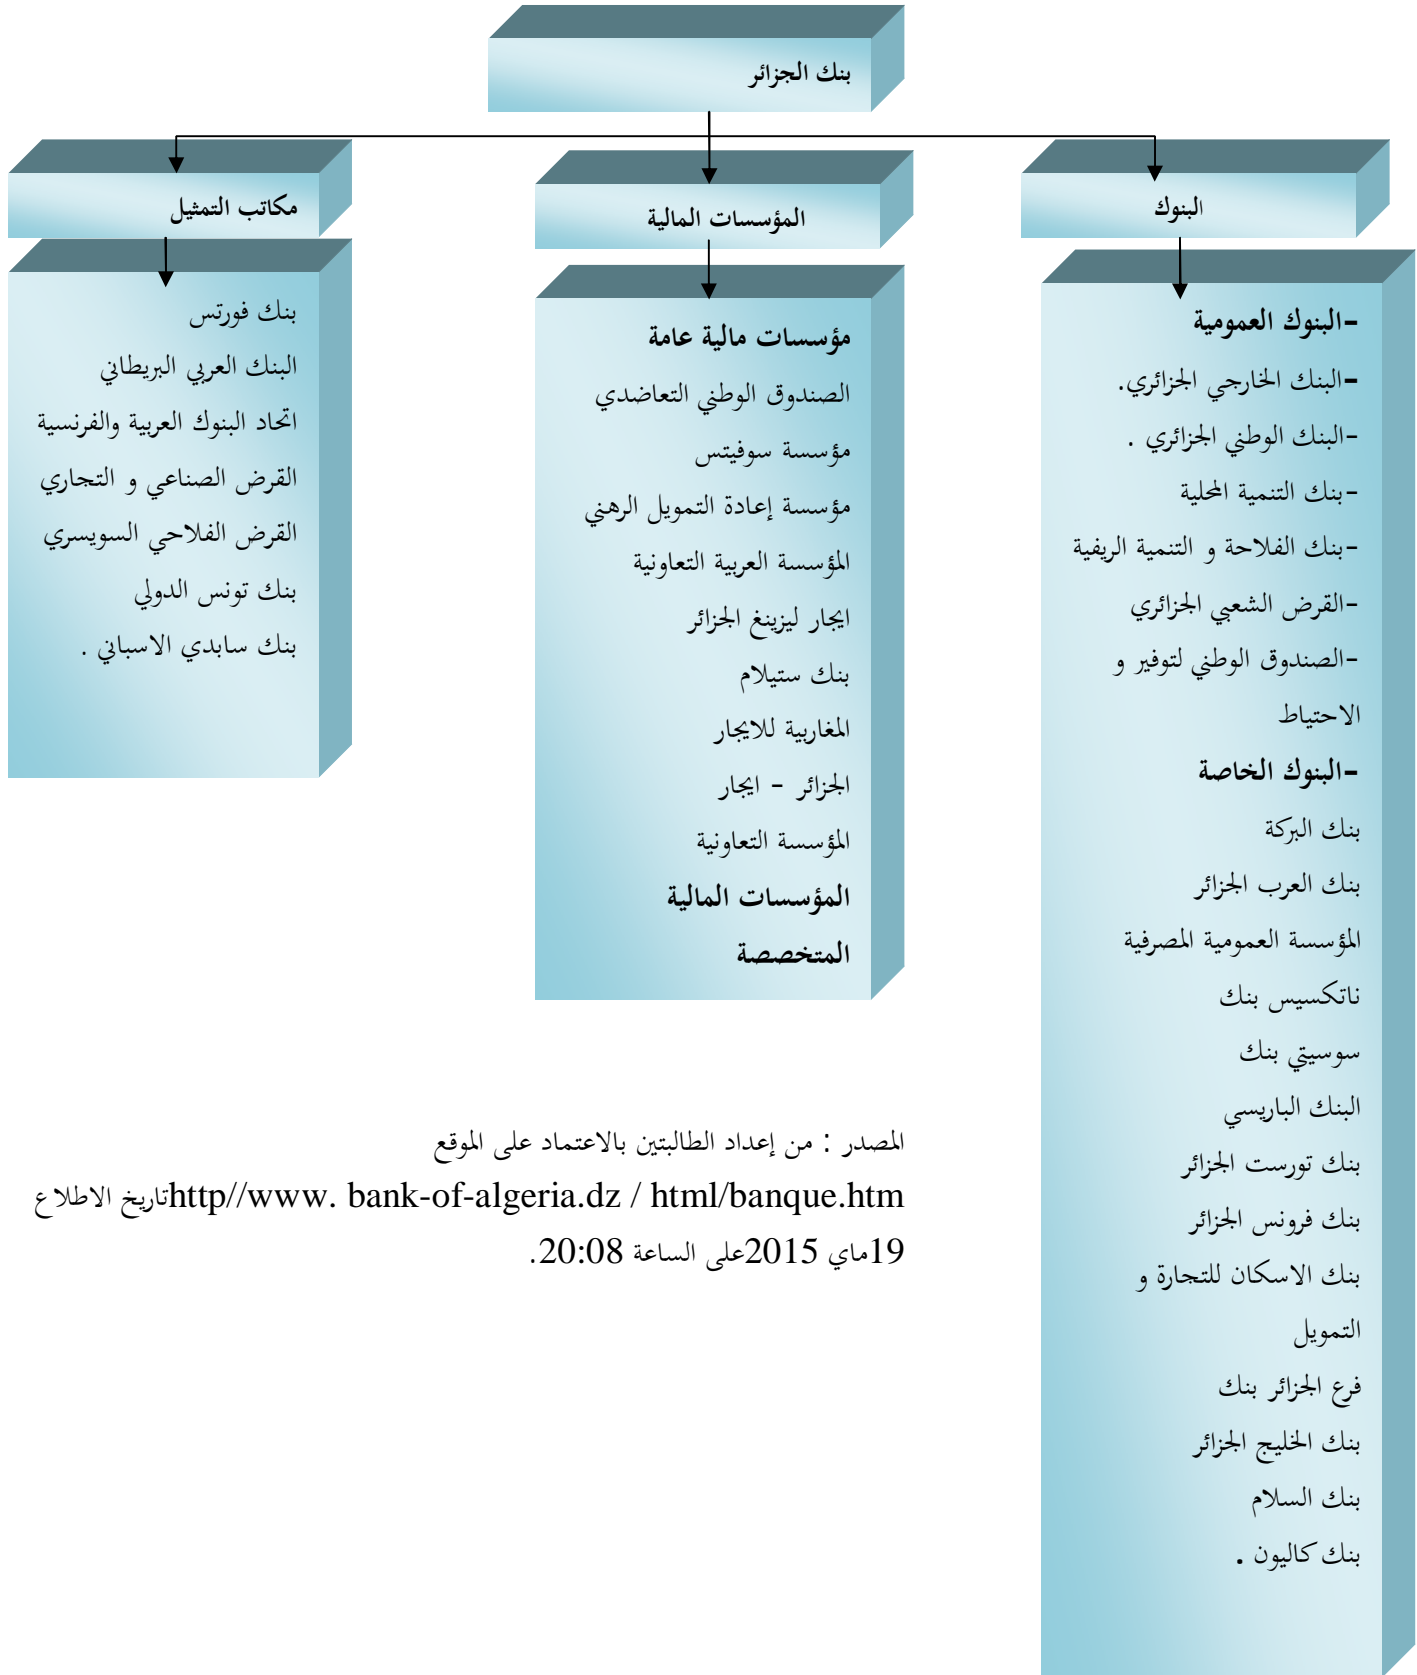 بنك الجزائر
البنوك
المؤسسات المالية
مكاتب التمثيل
-البنوك العمومية
-البنك الخارجي الجزائري.
-البنك الوطني الجزائري .
-بنك التنمية المحلية
-بنك الفلاحة و التنمية الريفية
-القرض الشعبي الجزائري
-الصندوق الوطني لتوفير و
الاحتياط
-البنوك الخاصة
بنك البركة
بنك العرب الجزائر
المؤسسة العمومية المصرفية
ناتكسيس بنك
سوسيتي بنك
البنك الباريسي
بنك تورست الجزائر
بنك فرونس الجزائر
بنك الاسكان للتجارة و
التمويل
فرع الجزائر بنك
بنك الخليج الجزائر
بنك السلام
بنك كاليون .
مؤسسات مالية عامة
الصندوق الوطني التعاضدي
مؤسسة سوفيتس
مؤسسة إعادة التمويل الرهني
المؤسسة العربية التعاونية
ايجار ليزينغ الجزائر
بنك ستيلام
المغاربية للايجار
الجزائر - ايجار
المؤسسة التعاونية
المؤسسات المالية
المتخصصة
بنك فورتس
البنك العربي البريطاني
اتحاد البنوك العربية والفرنسية
القرض الصناعي و التجاري
القرض الفلاحي السويسري
بنك تونس الدولي
بنك سابدي الاسباني .
المصدر : من إعداد الطالبتين بالاعتماد على الموقع
http//www. bank-of-algeria.dz / html/banque.htmتاريخ الاطلاع
19ماي 2015على الساعة 20:08.